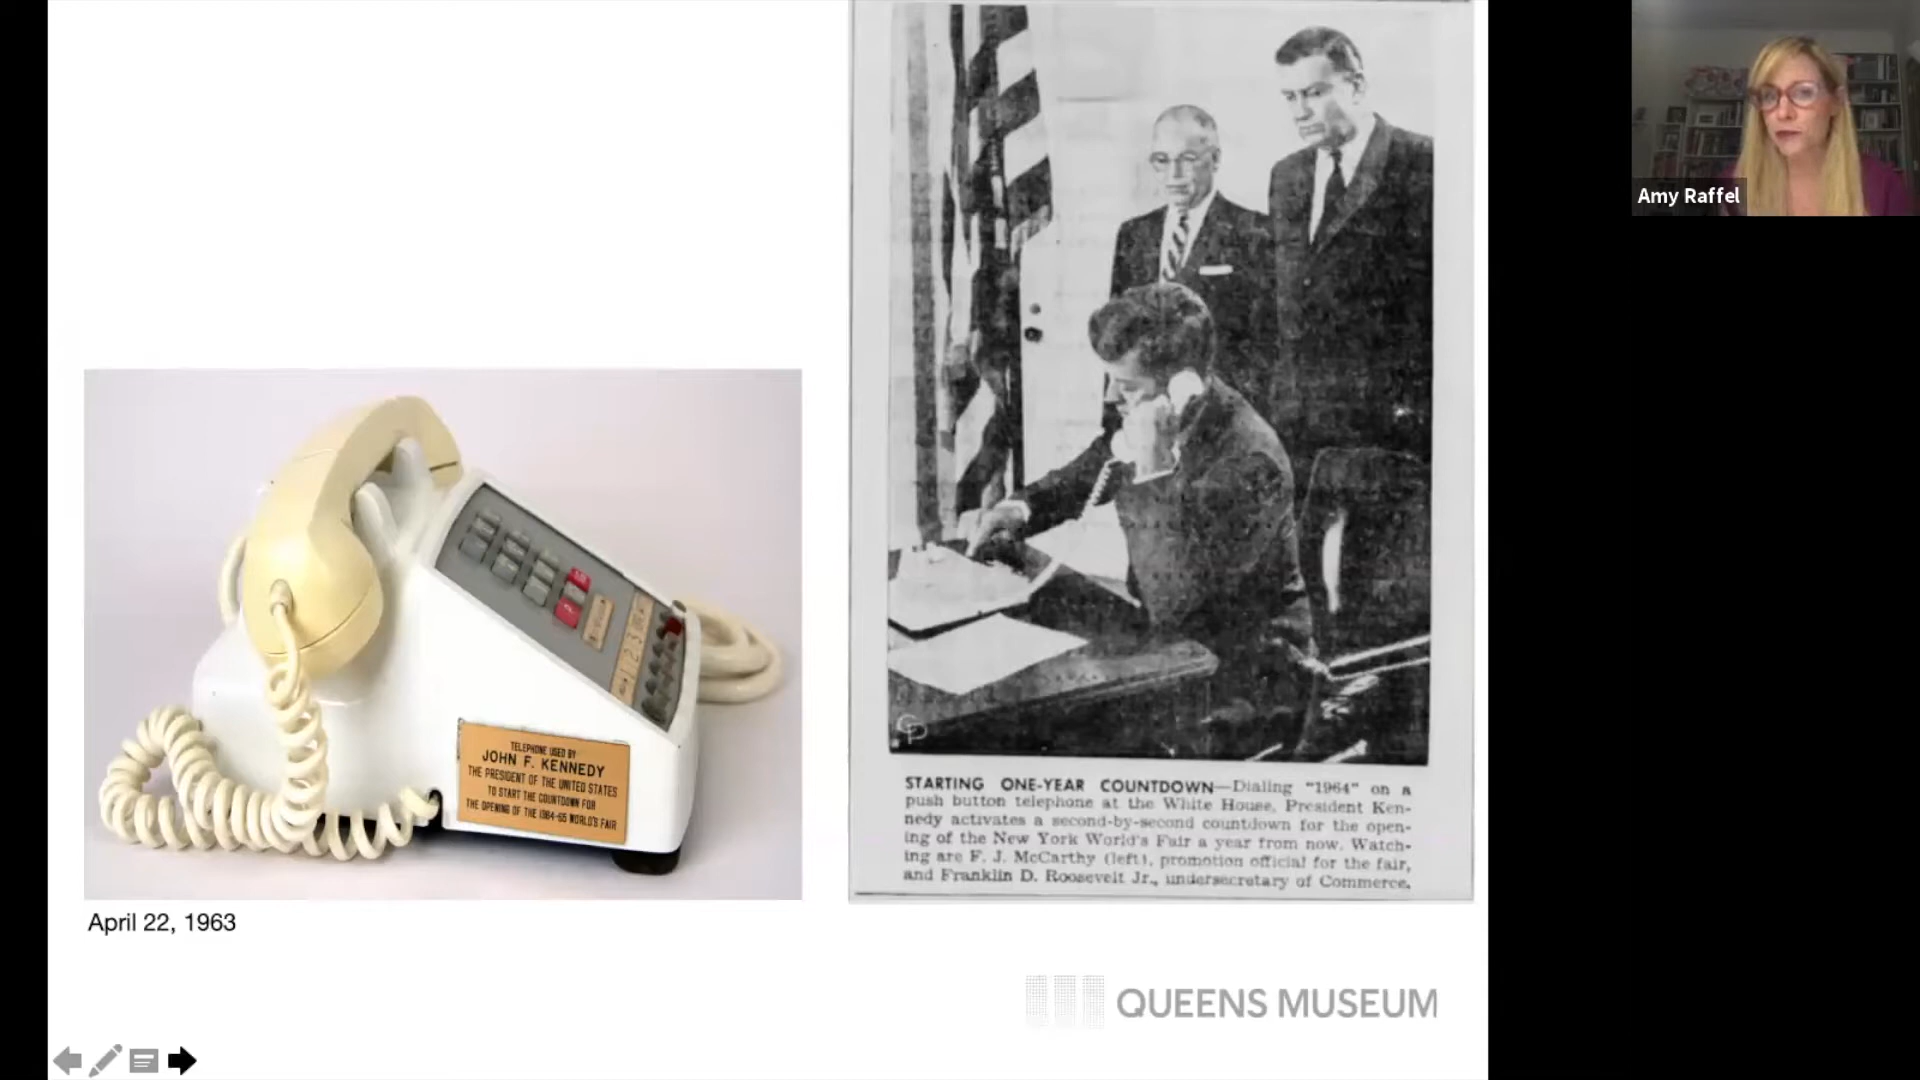 TELEPHONE USED BY
JOHN F. KENNEDY
THE PRESIDENT OF THE UNITED STATES
TO START THE COUNTDOWN FOR
THE OPENING OF THE 1964-65 WORLD'S FAIR
April 22, 1963
STARTING ONE-YEAR COUNTDOWN—Dialing "1964" on a
push button telephone at the White House, President Ken-
nedy activates a second-by-second countdown for the open-
ing of the New York World's Fair a year from now. Watch-
ing are F. J. McCarthy (left), promotion official for the fair,
and Franklin D. Roosevelt Jr., undersecretary of Commerce.
QUEENS MUSEUM
Amy Raffel